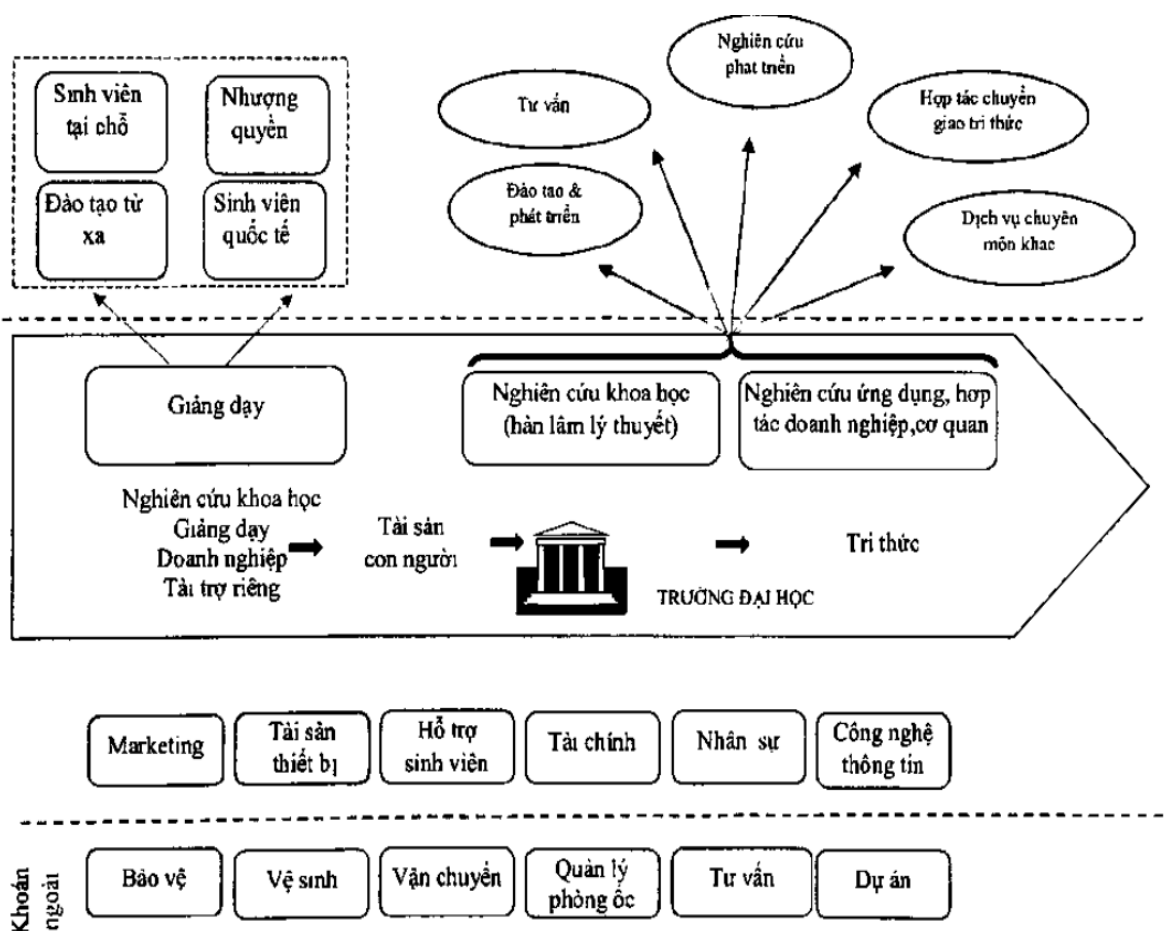 Sinh viên
tại chỗ
Nhượng
quyền
Đào tạo từ
xa
Sinh viên
quốc tế
Tư vấn
Nghiên cứu
phat triển
Hợp tác chuyển
giao tri thức
Đào tao &
phát triển
Dịch vụ chuyên
môn khac
Giảng dạy
Nghiên cứu khoa học
(hàn lâm lý thuyết)
Nghiên cứu ứng dụng, hơp
tác doanh nghiệp,cơ quan
Nghiên cứu khoa học
Giảng dạy
Doanh nghiệp
Tài trợ riêng
Tài sản
con người
TRƯỜNG ĐẠI HỌC
Tri thức
Marketing
Tài sản
thiết bị
Hỗ trợ
sinh viên
Tài chính
Nhân sự
Công nghệ
thông tin
Khoán
ngoài
Bảo vệ
Vệ sinh
Vận chuyển
Quản lý
phòng ốc
Tư vấn
Dự án